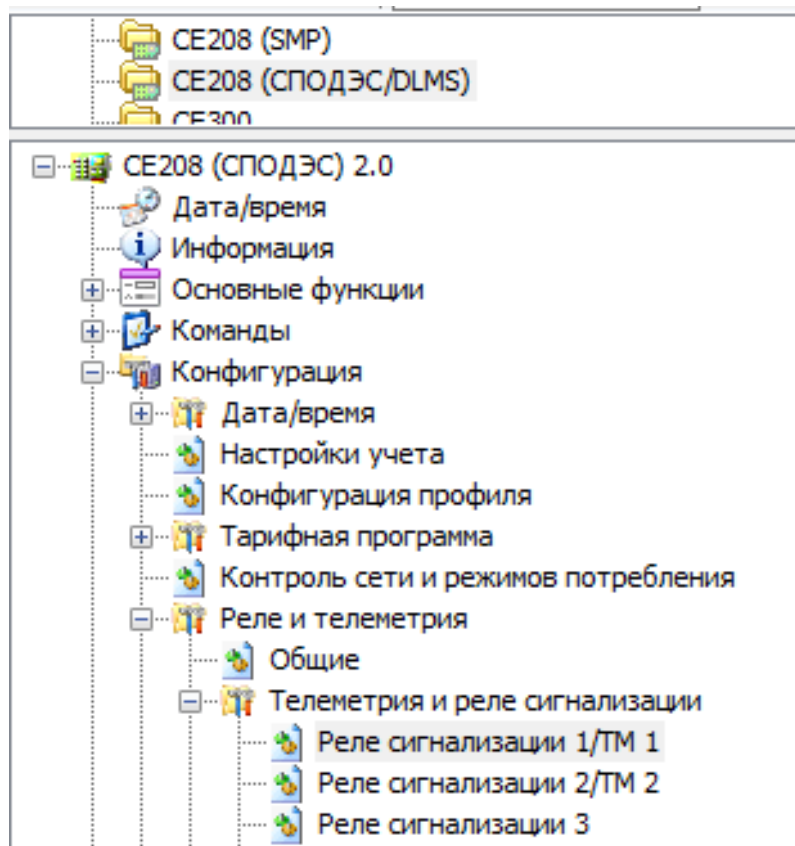 CE208 (SMP)
CE208 (СПОДЭС/DLMS)
CE300
CE208 (СПОДЭС) 2.0
Дата/время
Информация
Основные функции
Команды
Конфигурация
Дата/время
Настройки учета
Конфигурация профиля
Тарифная программа
Контроль сети и режимов потребления
Реле и телеметрия
Общие
Телеметрия и реле сигнализации
Реле сигнализации 1/ТМ 1
Реле сигнализации 2/ТМ 2
Реле сигнализации 3